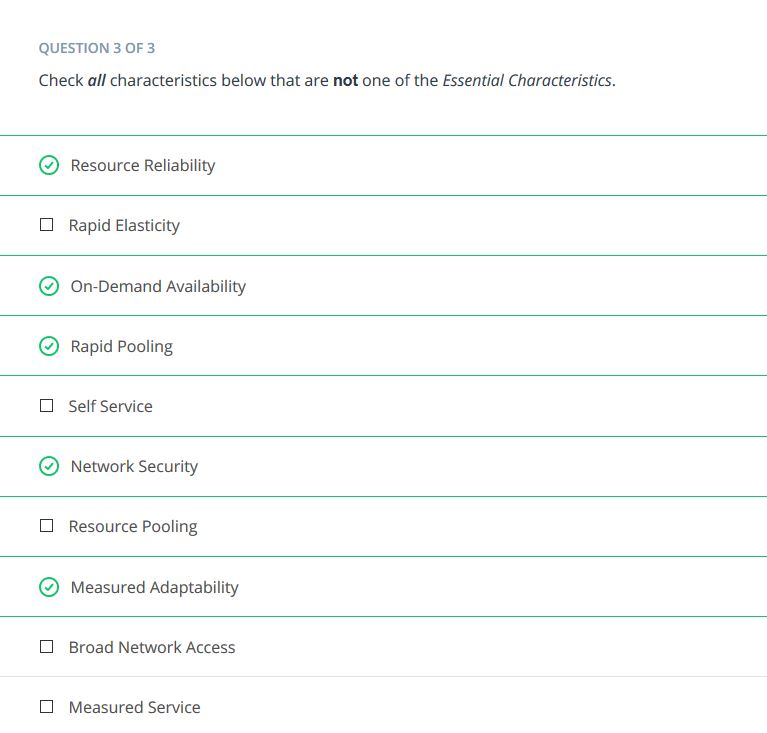 QUESTION 3 OF 3
Check all characteristics below that are not one of the Essential Characteristics.
Resource Reliability
Rapid Elasticity
On-Demand Availability
Rapid Pooling
Self Service
Network Security
Resource Pooling
Measured Adaptability
Broad Network Access
Measured Service